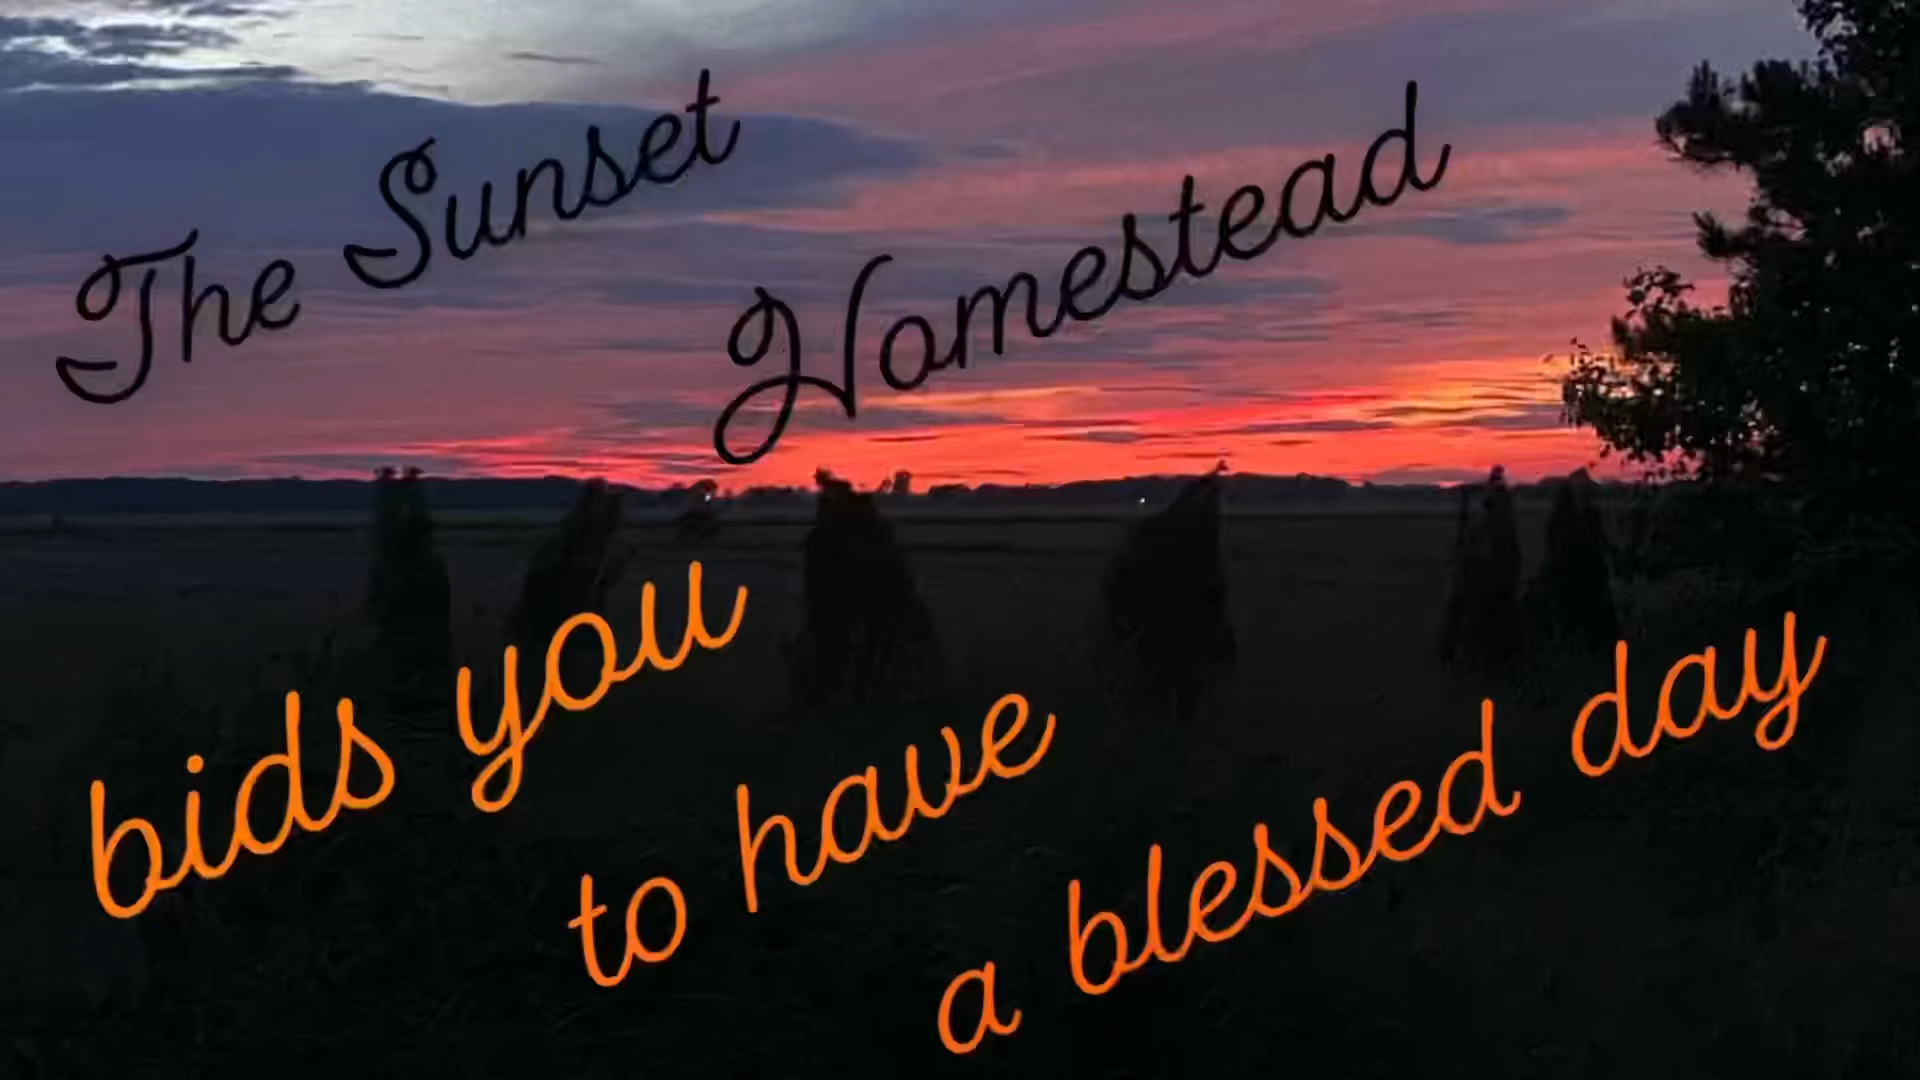 The Sunset
Homestead
bids you
to have
a blessed day